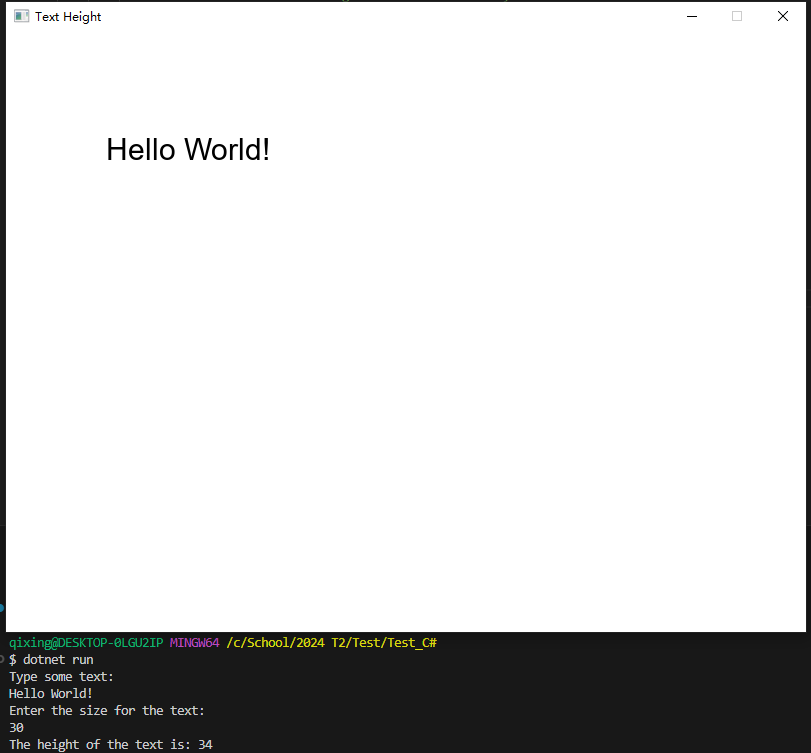 Text Height
Hello World!
qixing@DESKTOP-0LGU2IP MINGW64 /c/School/2024 T2/Test/Test_C#
$ dotnet run
Type some text:
Hello World!
Enter the size for the text:
30
The height of the text is: 34